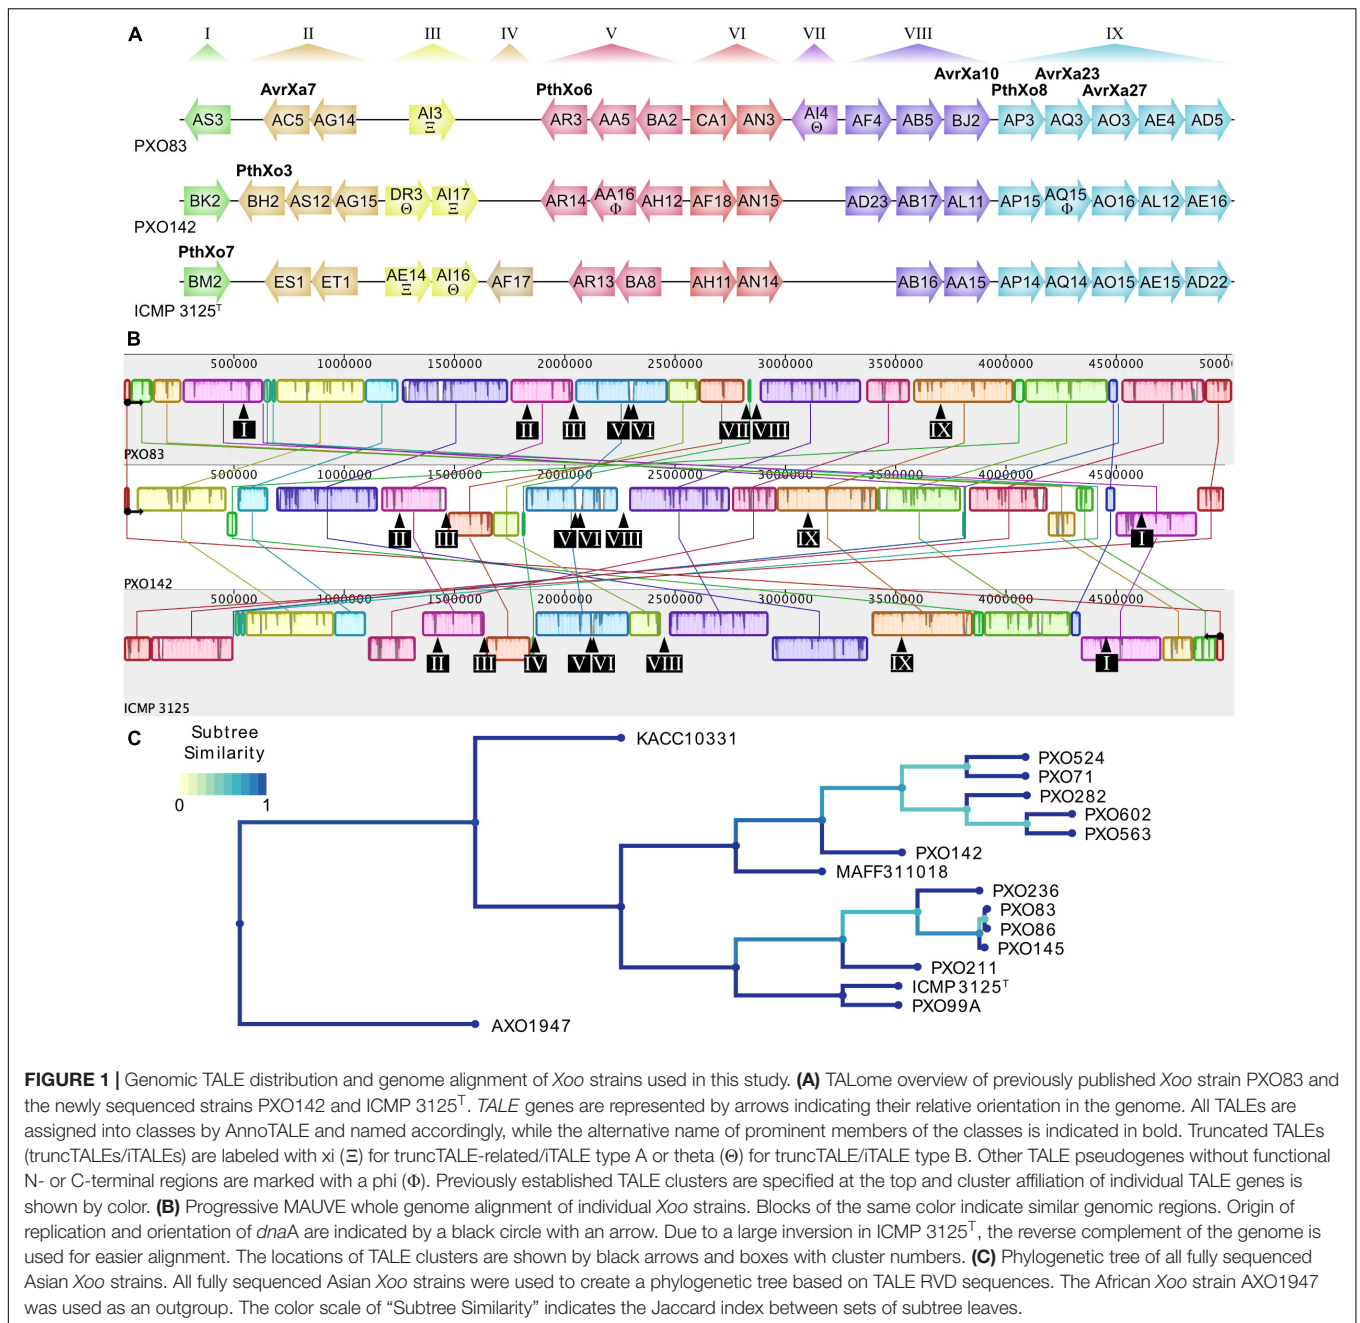 A
I II III IV V VI VII VIII IX
AvrXa7 PthXo6 AvrXa10 PthXo8 AvrXa23 AvrXa27
AS3 AC5 AG14 AI3 Ξ AR3 AA5 BA2 CA1 AN3 AI4 Θ AF4 AB5 BJ2 AP3 AQ3 AO3 AE4 AD5
PXO83
PthXo3
BK2 BH2 AS12 AG15 DR3 Θ AI17 Ξ AR14 AA16 Φ AH12 AF18 AN15 AD23 AB17 AL11 AP15 AQ15 Φ AO16 AL12 AE16
PXO142
PthXo7
BM2 ES1 ET1 AE14 Ξ AI16 Θ AF17 AR13 BA8 AH11 AN14 AB16 AA15 AP14 AQ14 AO15 AE15 AD22
ICMP 3125T
B
500000 1000000 1500000 2000000 2500000 3000000 3500000 4000000 4500000 50000
I II III V VI VII VIII IX
PXO83
500000 1000000 1500000 2000000 2500000 3000000 3500000 4000000 4500000
II III V VI VIII IX I
PXO142
500000 1000000 1500000 2000000 2500000 3000000 3500000 4000000 4500000
II III IV V VI VIII IX I
ICMP 3125
C
Subtree
Similarity
0 1
KACC10331
PXO524
PXO71
PXO282
PXO602
PXO563
PXO142
MAFF311018
PXO236
PXO83
PXO86
PXO145
PXO211
ICMP3125T
PXO99A
AXO1947
FIGURE 1 | Genomic TALE distribution and genome alignment of Xoo strains used in this study. (A) TALome overview of previously published Xoo strain PXO83 and
the newly sequenced strains PXO142 and ICMP 3125T. TALE genes are represented by arrows indicating their relative orientation in the genome. All TALEs are
assigned into classes by AnnoTALE and named accordingly, while the alternative name of prominent members of the classes is indicated in bold. Truncated TALEs
(truncTALEs/iTALEs) are labeled with xi (Ξ) for truncTALE-related/iTALE type A or theta (Θ) for truncTALE/iTALE type B. Other TALE pseudogenes without functional
N- or C-terminal regions are marked with a phi (Φ). Previously established TALE clusters are specified at the top and cluster affiliation of individual TALE genes is
shown by color. (B) Progressive MAUVE whole genome alignment of individual Xoo strains. Blocks of the same color indicate similar genomic regions. Origin of
replication and orientation of dnaA are indicated by a black circle with an arrow. Due to a large inversion in ICMP 3125T, the reverse complement of the genome is
used for easier alignment. The locations of TALE clusters are shown by black arrows and boxes with cluster numbers. (C) Phylogenetic tree of all fully sequenced
Asian Xoo strains. All fully sequenced Asian Xoo strains were used to create a phylogenetic tree based on TALE RVD sequences. The African Xoo strain AXO1947
was used as an outgroup. The color scale of “Subtree Similarity” indicates the Jaccard index between sets of subtree leaves.